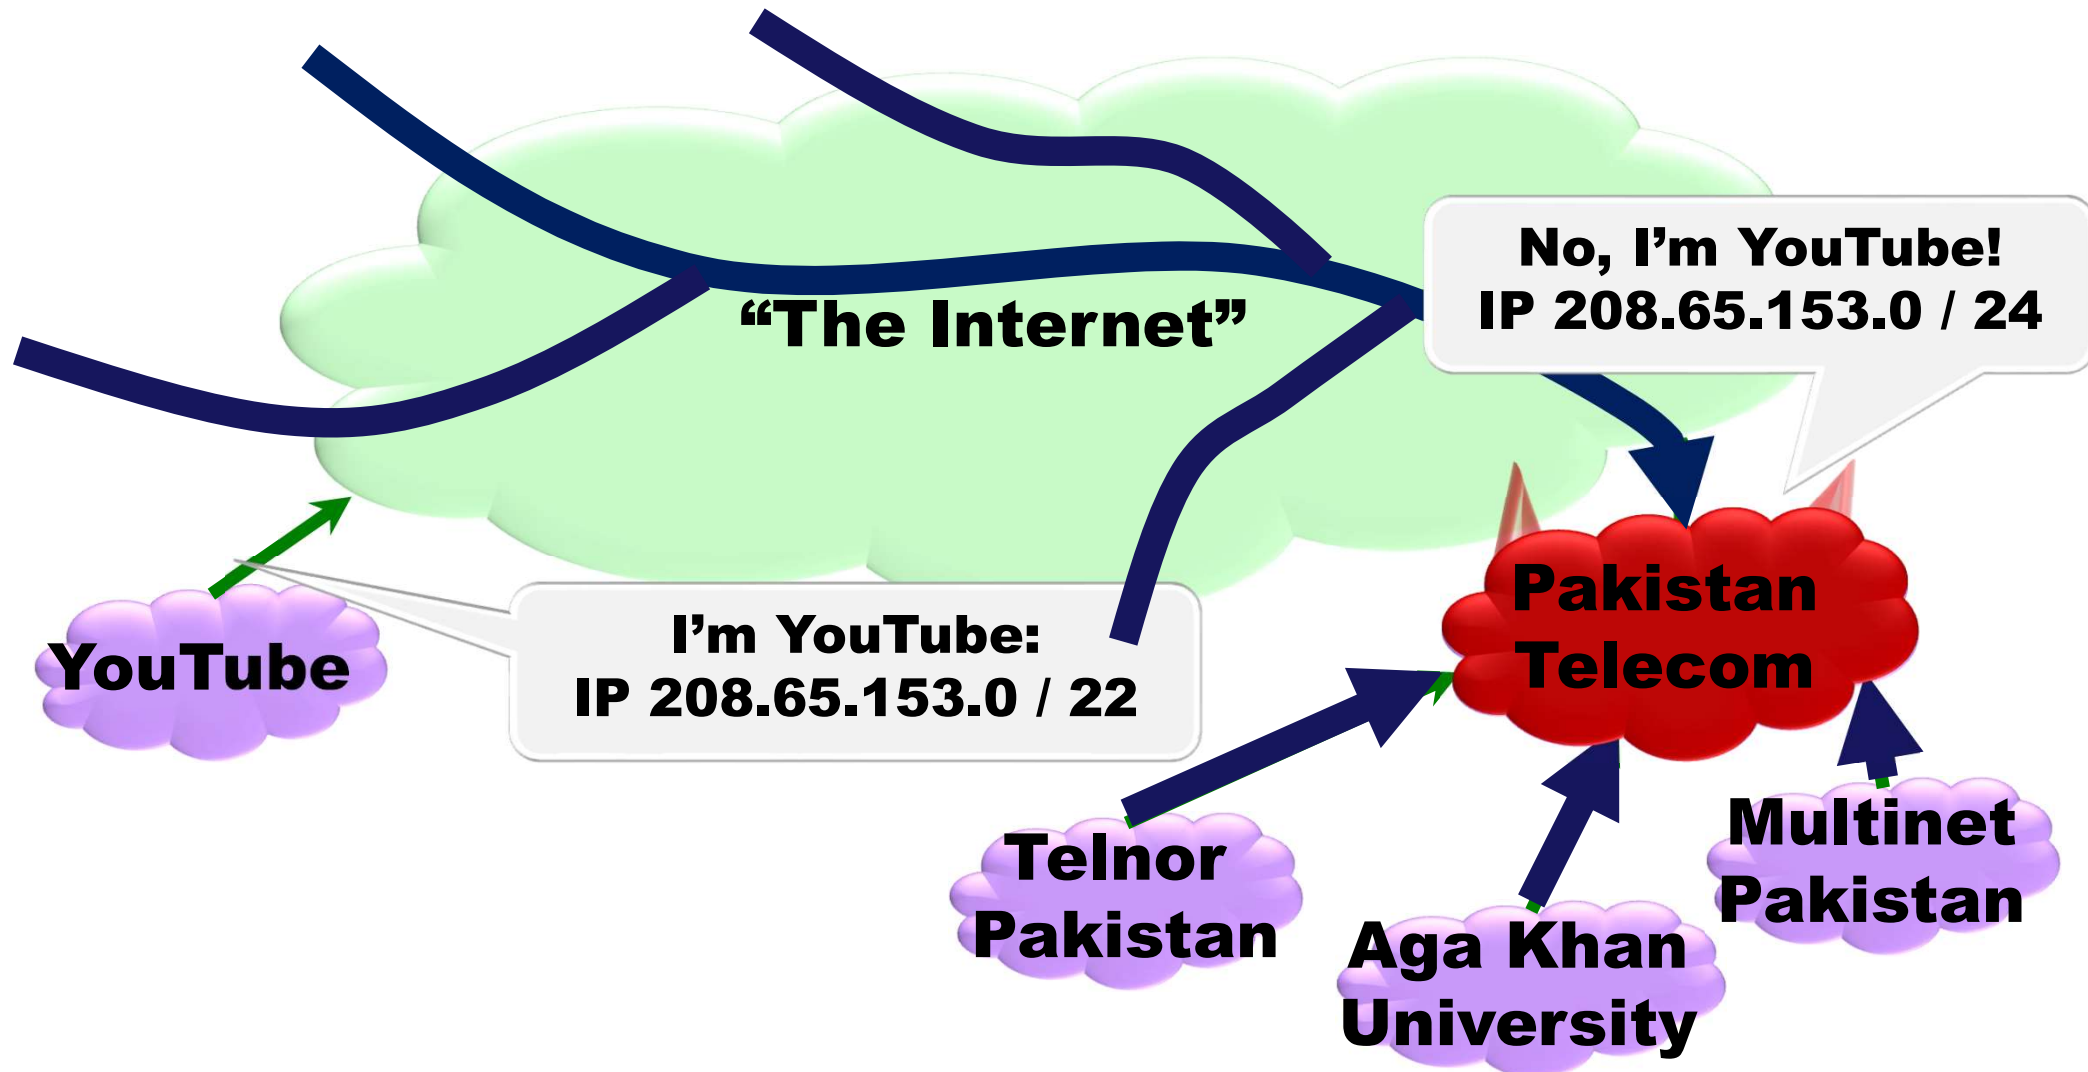 No, I’m YouTube!
IP 208.65.153.0 / 24
“The Internet”
I’m YouTube:
IP 208.65.153.0 / 22
YouTube
Pakistan
Telecom
Telnor
Pakistan
Aga Khan
University
Multinet
Pakistan